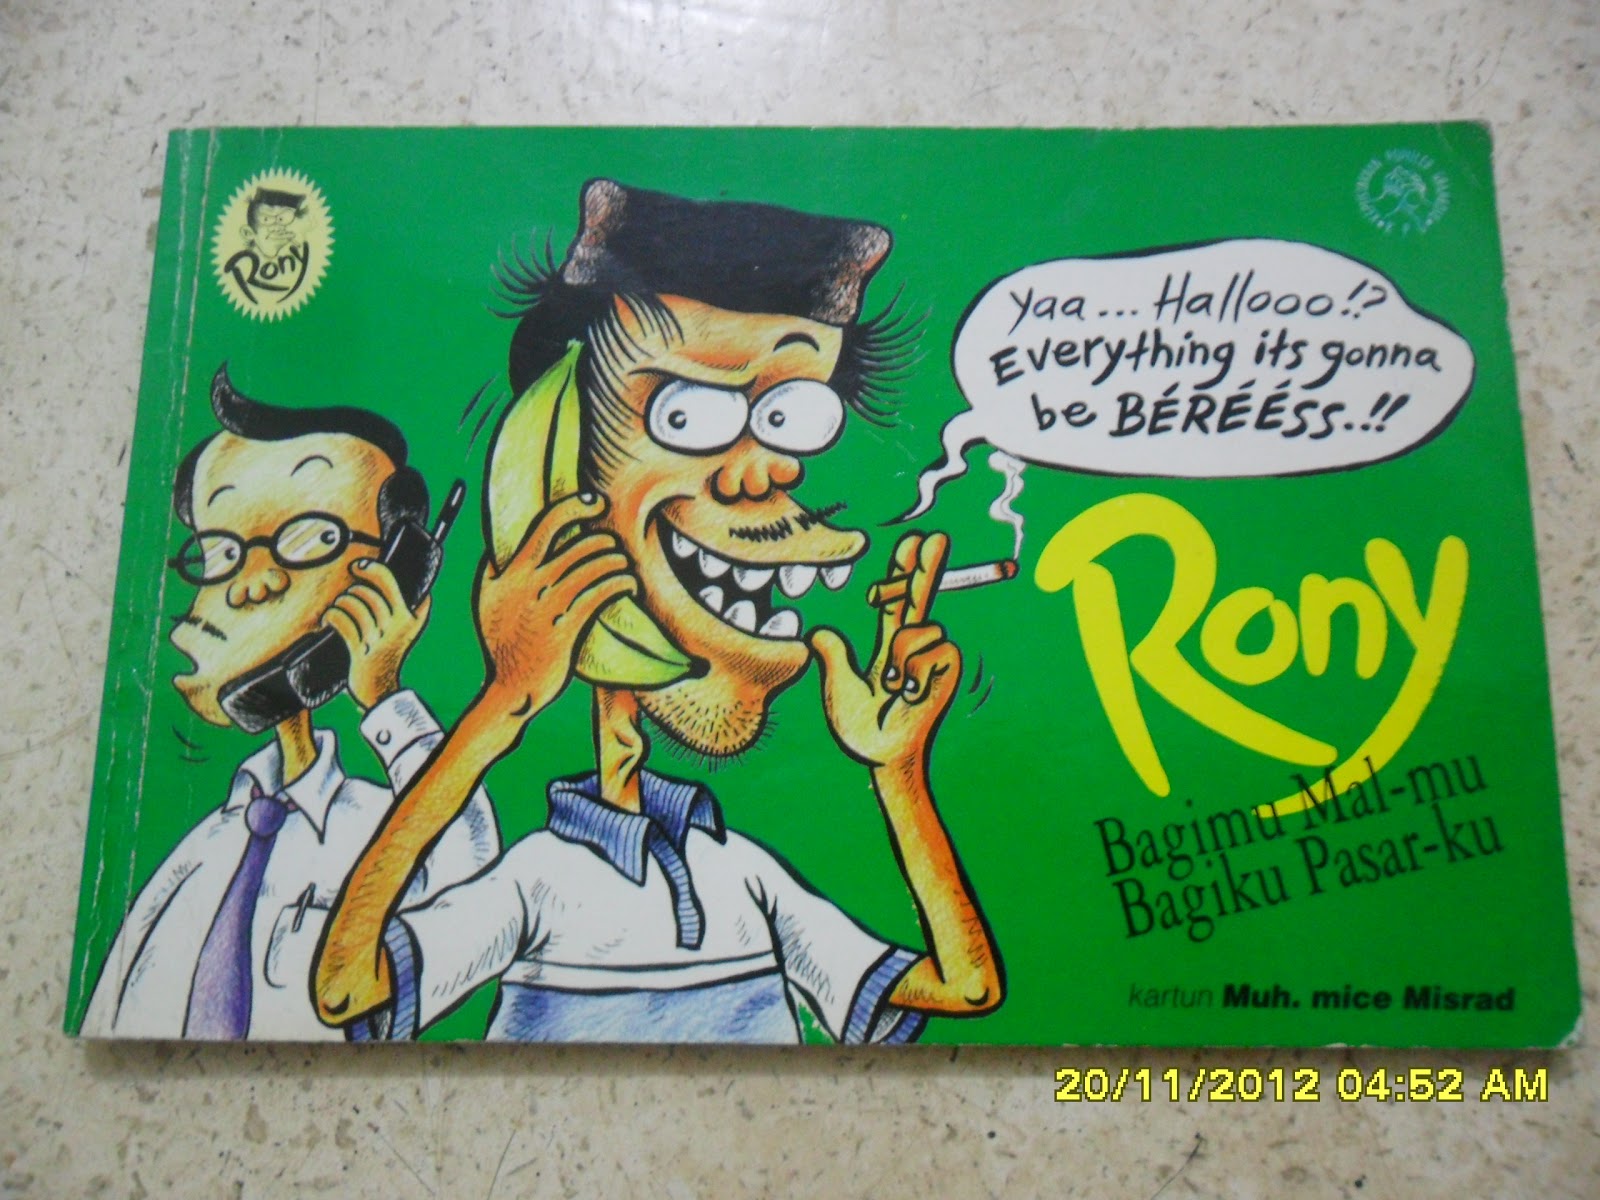 Rony
Yaa... Hallooo!?
Everything its gonna
be BÉRÉÉSS..!!
Rony
Bagimu Mal-mu
Bagiku Pasar-ku
kartun Muh. mice Misrad
20/11/2012 04:52 AM